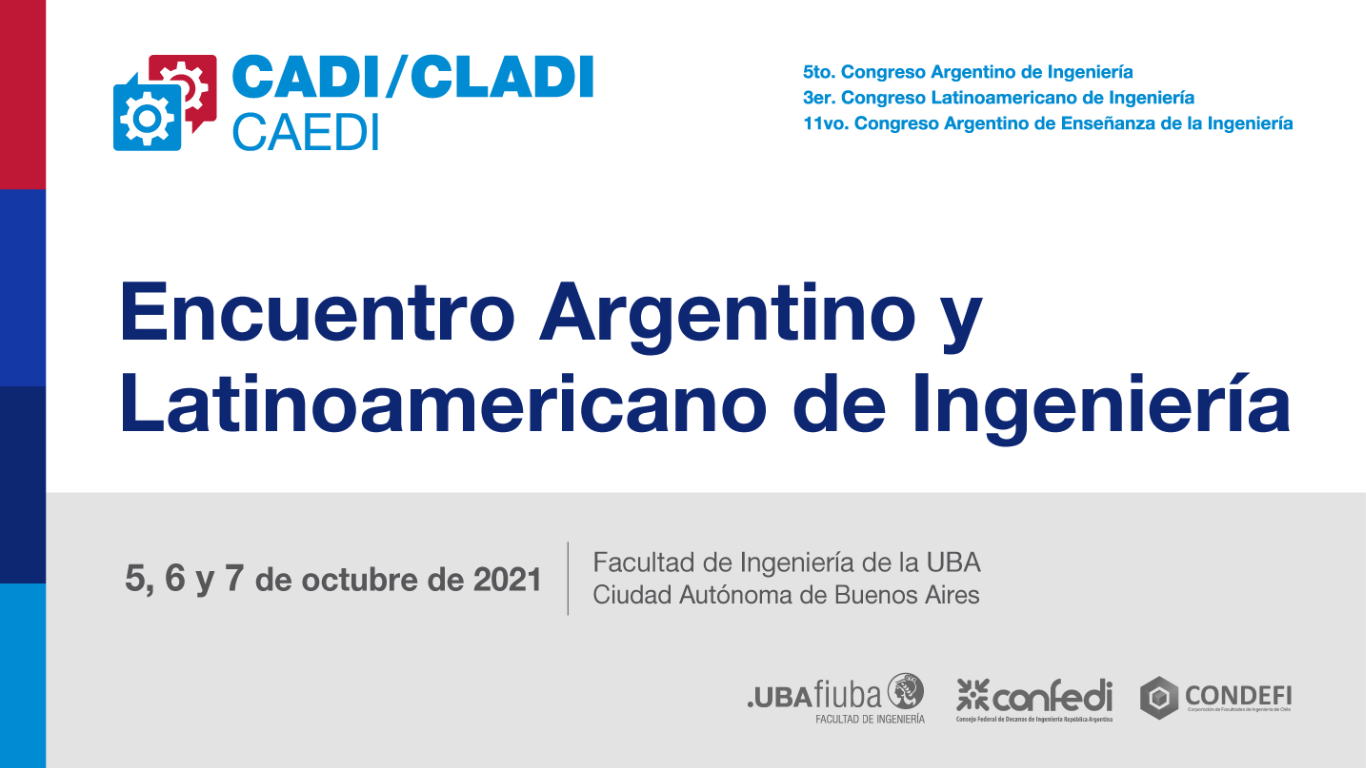 CADI/CLADI
CAEDI
5to. Congreso Argentino de Ingeniería
3er. Congreso Latinoamericano de Ingeniería
11vo. Congreso Argentino de Enseñanza de la Ingeniería
Encuentro Argentino y
Latinoamericano de Ingeniería
5, 6 y 7 de octubre de 2021
Facultad de Ingeniería de la UBA
Ciudad Autónoma de Buenos Aires
.UBAfiuba
FACULTAD DE INGENIERÍA
confedi
Consejo Federal de Decanos de Ingeniería República Argentina
CONDEFI
Corporación de Facultades de Ingeniería de Chile